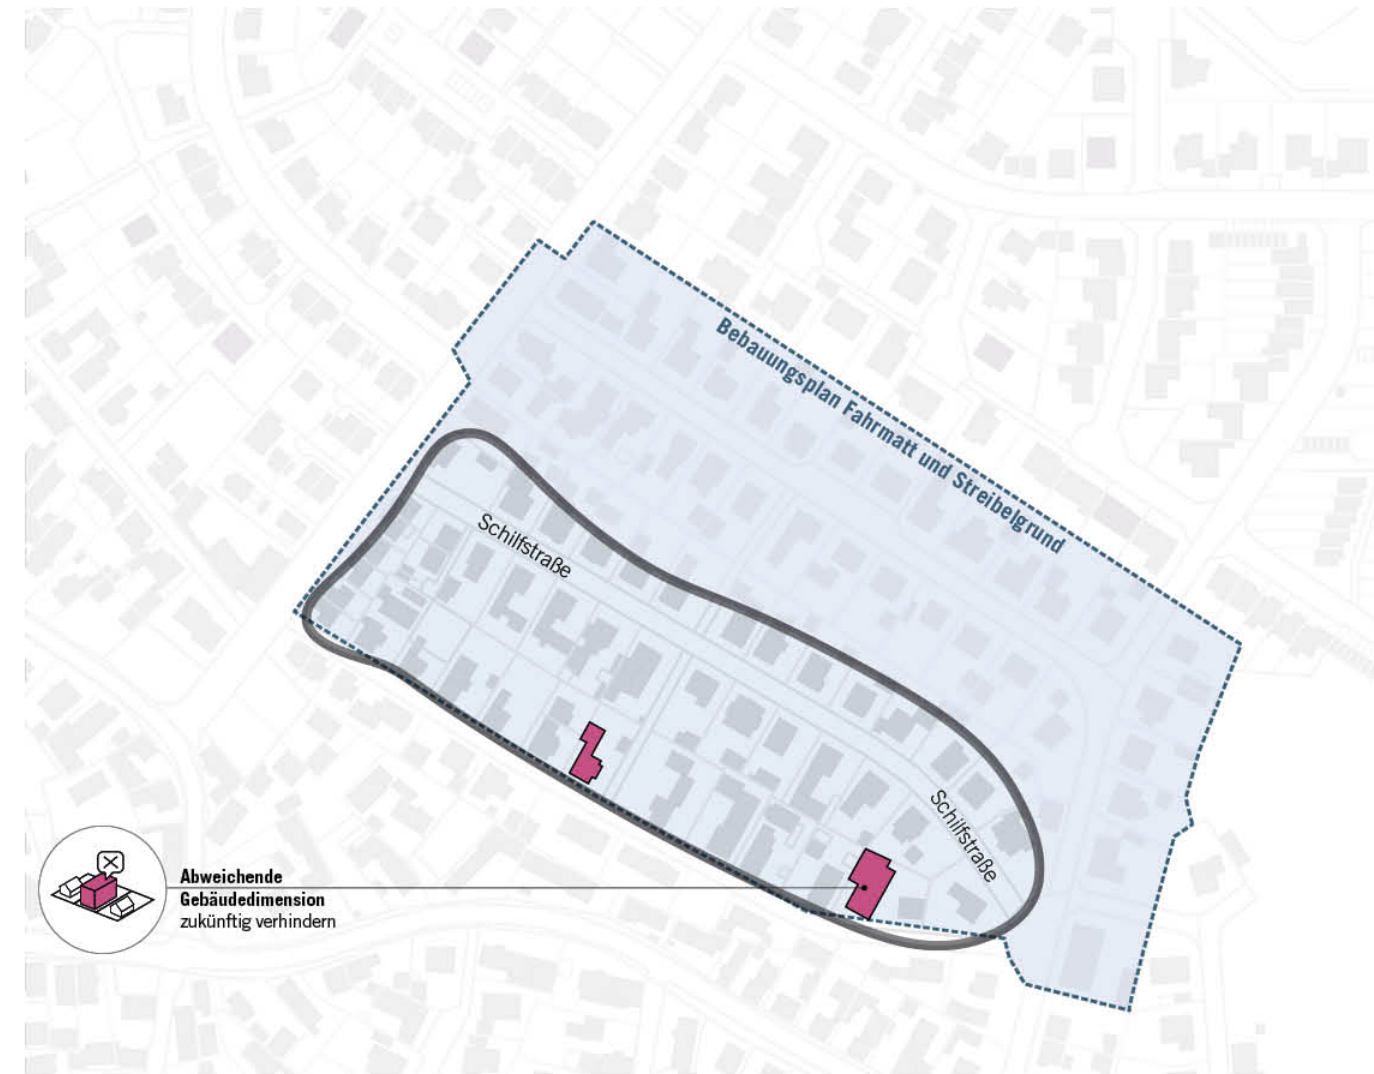 Bebauungsplan Fahrmatt und Streibelgrund
Schilfstraße
Schilfstraße
Abweichende
Gebäudedimension
zukünftig verhindern